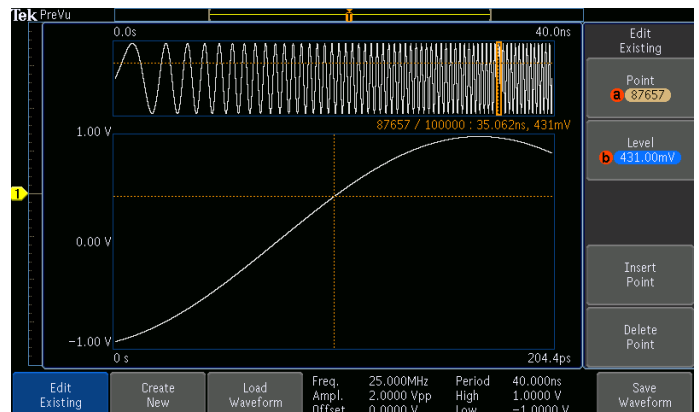 Tek PreVu
T
0.0s
40.0ns
87657 / 100000 : 35.062ns, 431mV
1.00 V
1
0.00 V
−1.00 V
0 s
204.4ps
Edit
Existing
Point
a 87657
Level
b 431.00mV
Insert
Point
Delete
Point
Save
Waveform
Edit
Existing
Create
New
Load
Waveform
Freq. 25.000MHz Period 40.000ns
Ampl. 2.0000 Vpp High 1.0000 V
Offset 0.0000 V Low −1.0000 V